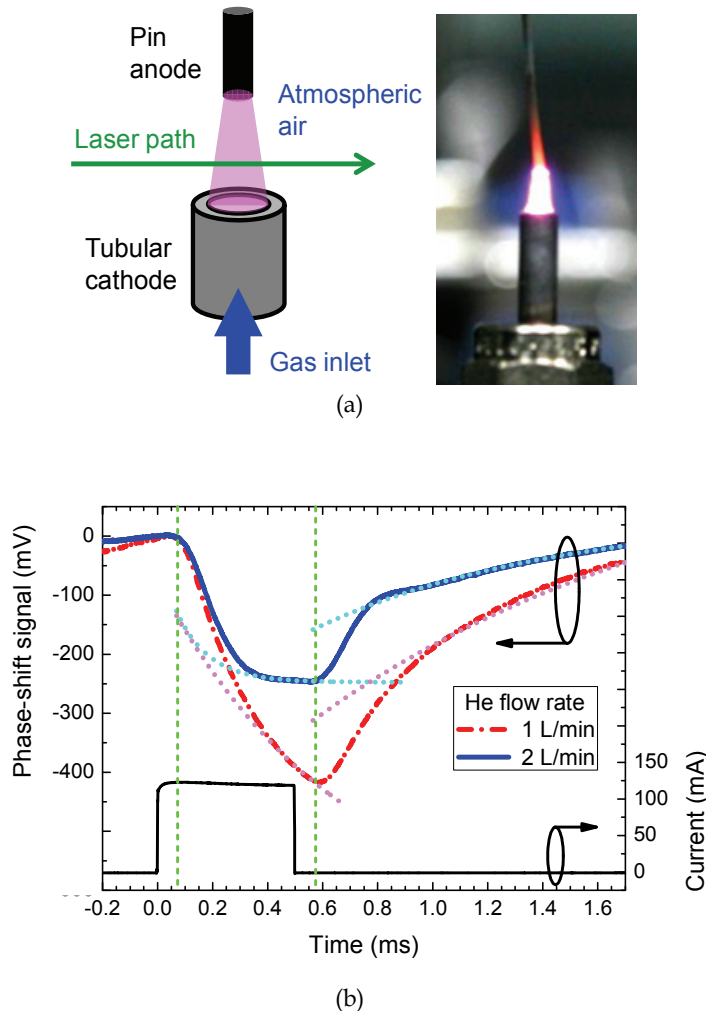 Pin
anode
Atmospheric
air
Laser path
Tubular
cathode
Gas inlet
(a)
Phase-shift signal (mV)
0
-100
-200
-300
-400
He flow rate
1 L/min
2 L/min
150
100
50
0
Current (mA)
-0.2 0.0 0.2 0.4 0.6 0.8 1.0 1.2 1.4 1.6
Time (ms)
(b)